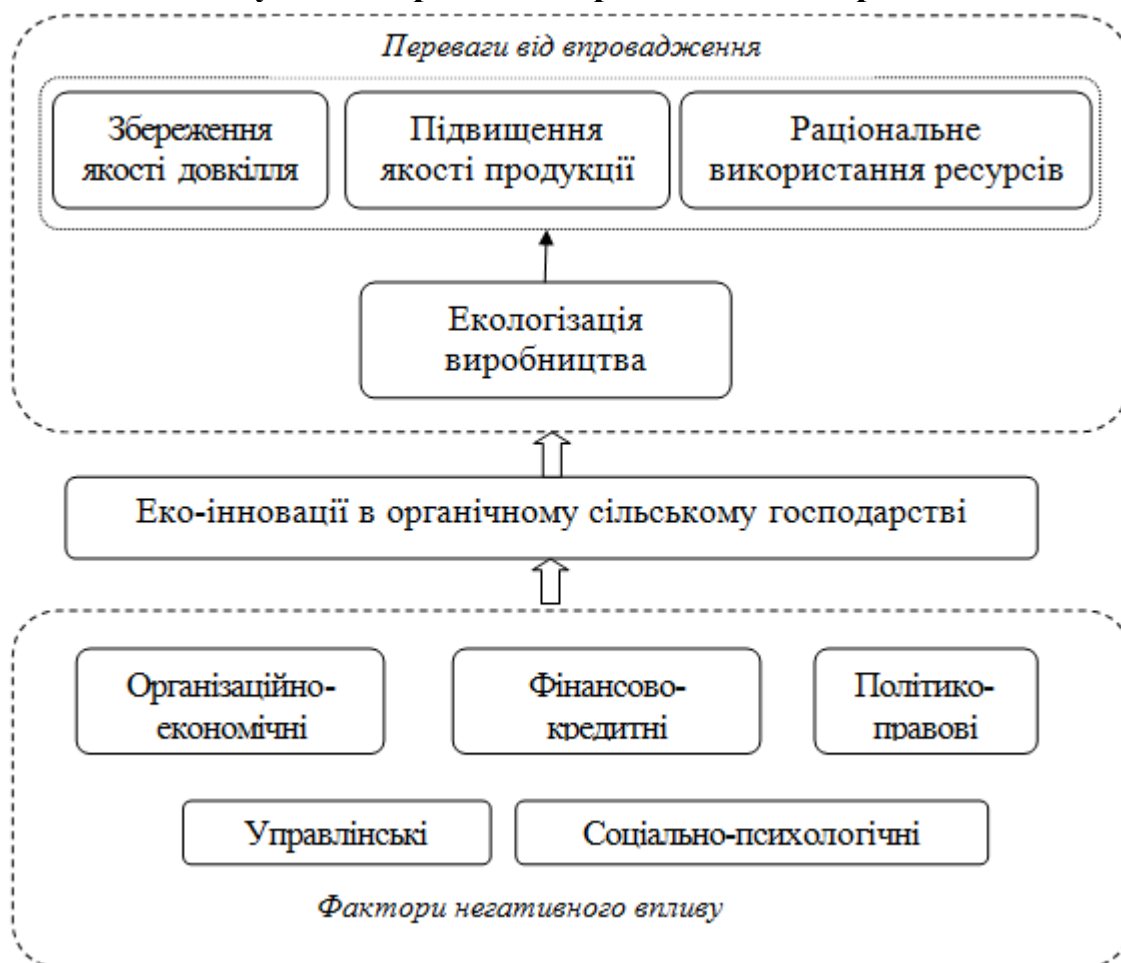 Переваги від впровадження
Збереження
якості довкілля
Підвищення
якості продукції
Раціональне
використання ресурсів
Екологізація
виробництва
Еко-інновації в органічному сільському господарстві
Організаційно-
економічні
Фінансово-
кредитні
Політико-
правові
Управлінські
Соціально-психологічні
Фактори негативного впливу